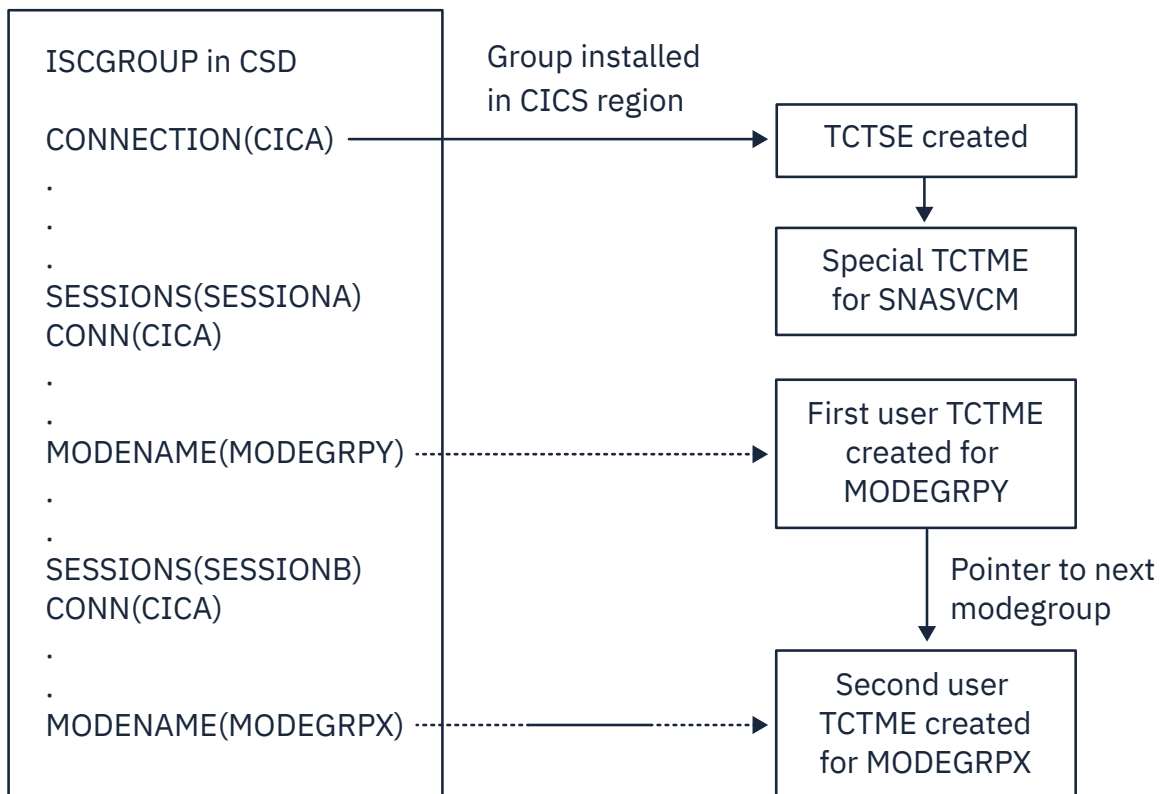 ISCGROUP in CSD
CONNECTION(CICA)
.
.
.
SESSIONS(SESSIONA)
CONN(CICA)
.
.
MODENAME(MODEGRPY)
.
.
SESSIONS(SESSIONB)
CONN(CICA)
.
.
MODENAME(MODEGRPX)
Group installed
in CICS region
TCTSE created
Special TCTME
for SNASVCM
First user TCTME
created for
MODEGRPY
Pointer to next
modegroup
Second user
TCTME created
for MODEGRPX